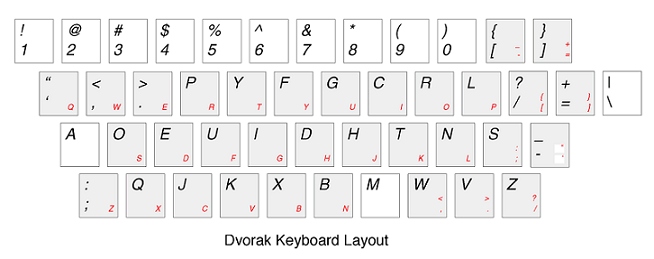 ! @ # $ % ^ & * ( ) { _ } +
1 2 3 4 5 6 7 8 9 0 [ - ] =
“ < > P Y F G C R L ? { + } |
‘ Q , W . E R T Y U I O P / [ = ] \
A O E U I D H T N S : _ "
S D F G H J K L ; - '
: Q J K X B M W < V > Z ?
; Z X C V B N , . /
Dvorak Keyboard Layout